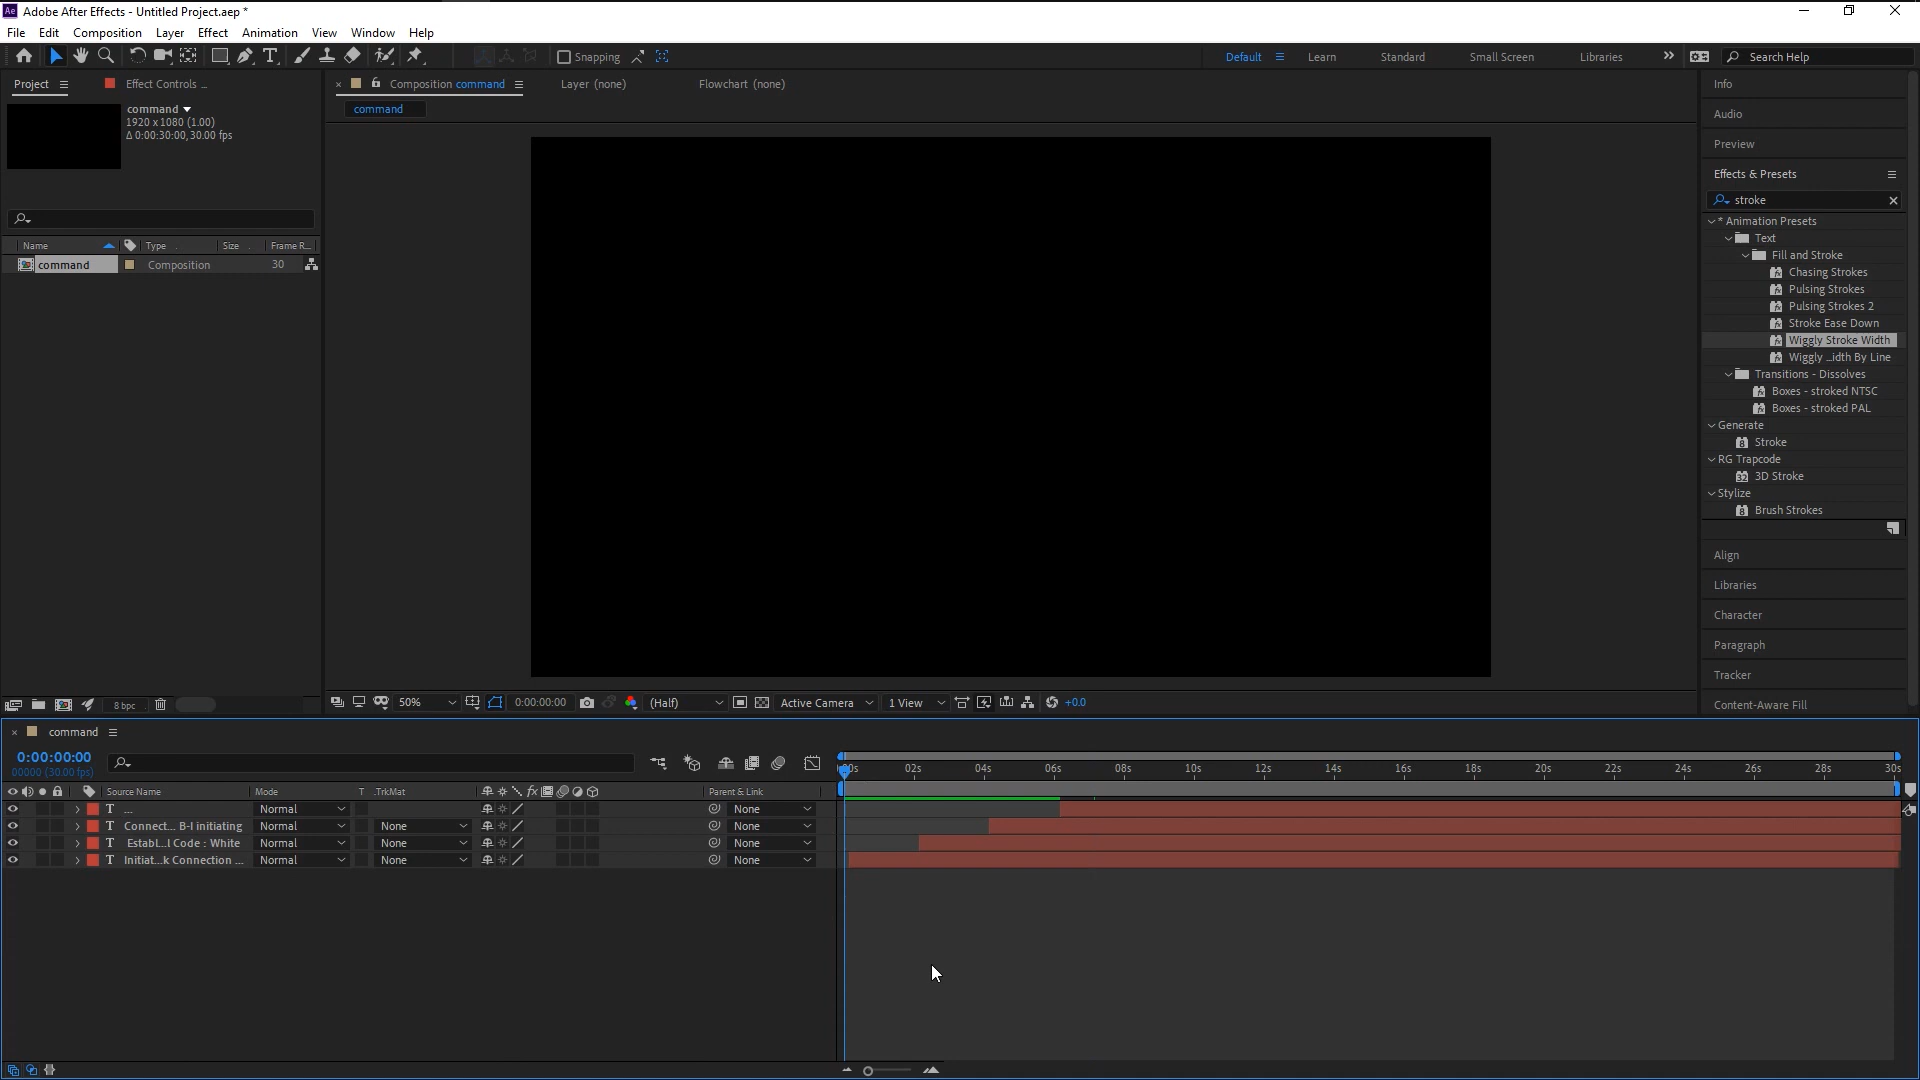 Adobe After Effects - Untitled Project.aep *
File Edit Composition Layer Effect Animation View Window Help
Snapping
Default Learn Standard Small Screen Libraries
Search Help
Project Effect Controls ...
command
1920 x 1080 (1.00)
Δ 0:00:30:00, 30.00 fps
Name Type Size Frame R...
command Composition 30
8 bpc
Composition command Layer (none) Flowchart (none)
command
50% 0:00:00:00 (Half) Active Camera 1 View +0.0
Info
Audio
Preview
Effects & Presets
stroke
* Animation Presets
Text
Fill and Stroke
Chasing Strokes
Pulsing Strokes
Pulsing Strokes 2
Stroke Ease Down
Wiggly Stroke Width
Wiggly ...idth By Line
Transitions - Dissolves
Boxes - stroked NTSC
Boxes - stroked PAL
Generate
Stroke
RG Trapcode
3D Stroke
Stylize
Brush Strokes
Align
Libraries
Character
Paragraph
Tracker
Content-Aware Fill
command
0:00:00:00
00000 (30.00 fps)
Source Name Mode T .TrkMat fx Parent & Link
T ... Normal None
T Connect... B-I initiating Normal None None
T Establ...l Code : White Normal None None
T Initiat...k Connection ... Normal None None
02s 04s 06s 08s 10s 12s 14s 16s 18s 20s 22s 24s 26s 28s 30s